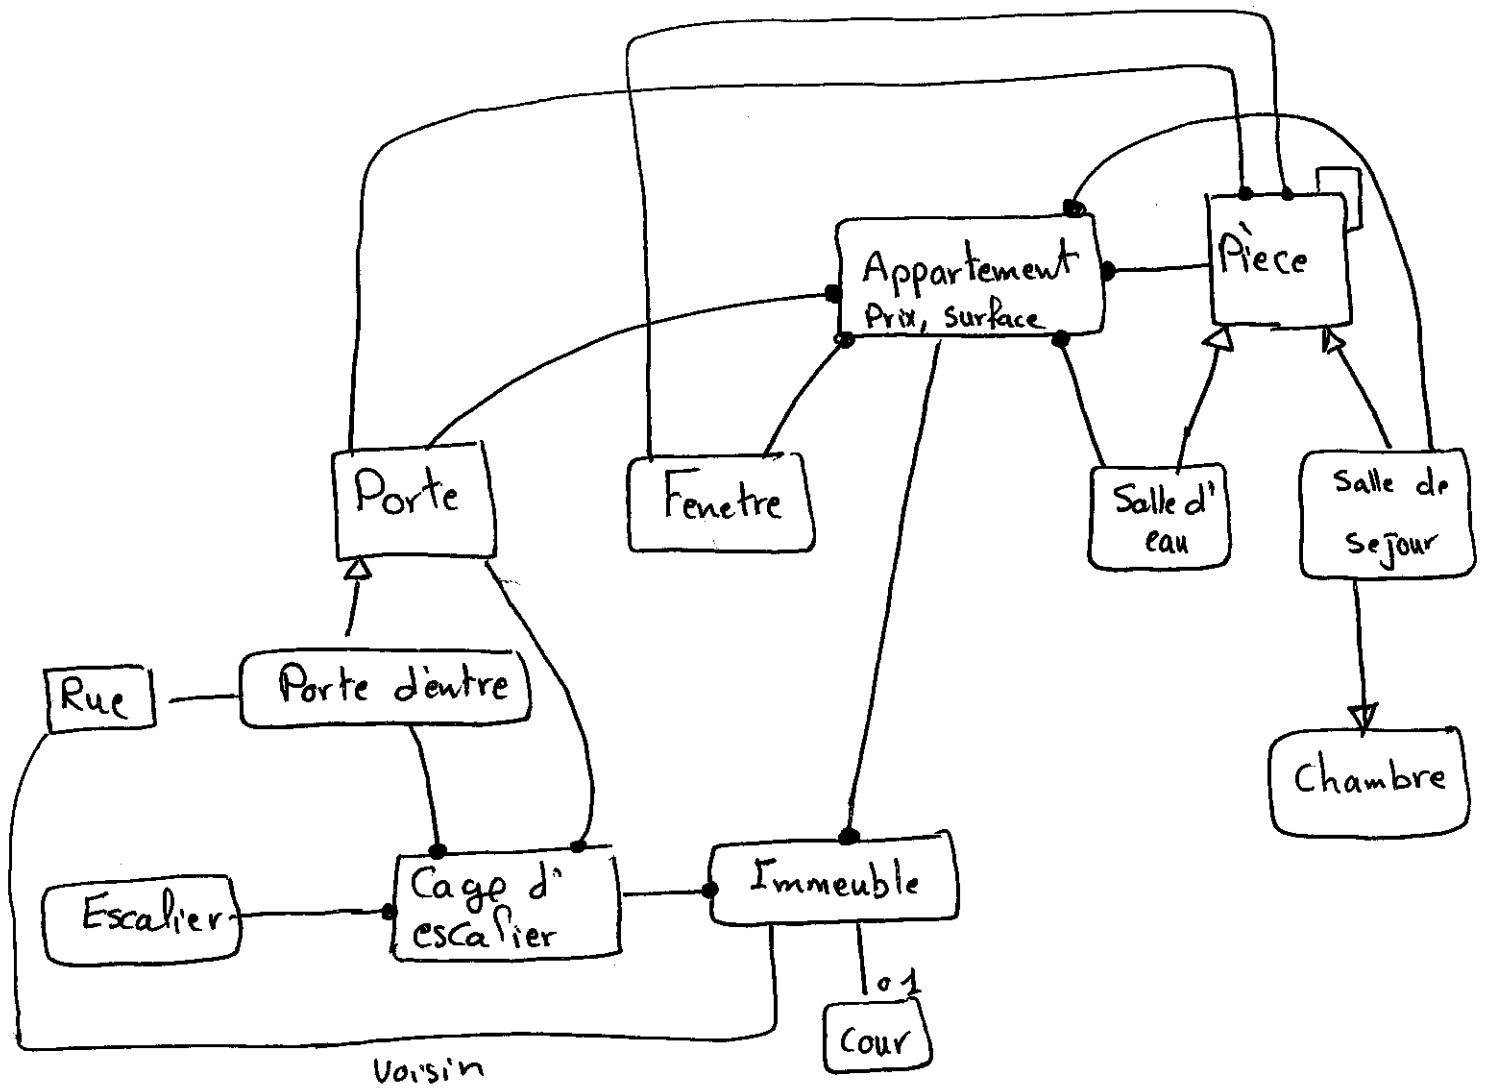 Appartement
Prix, surface
Pièce
Porte
Fenetre
Salle d'
eau
Salle de
sejour
Rue
Porte d'entre
Chambre
Escalier
Cage d'
escalier
Immeuble
0 1
Cour
Voisin